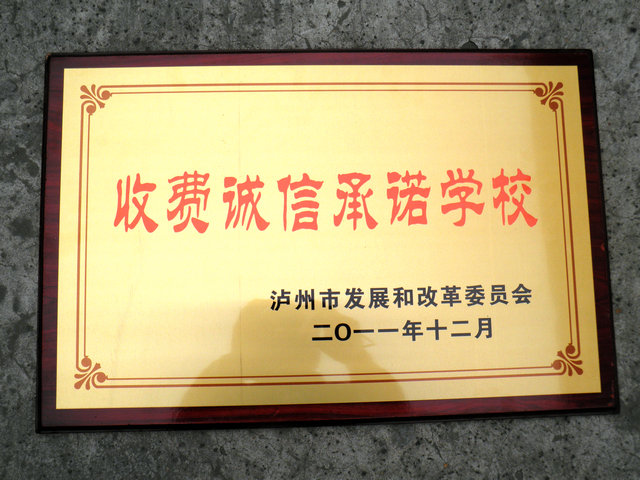 收费诚信承诺学校
泸州市发展和改革委员会
二〇一一年十二月